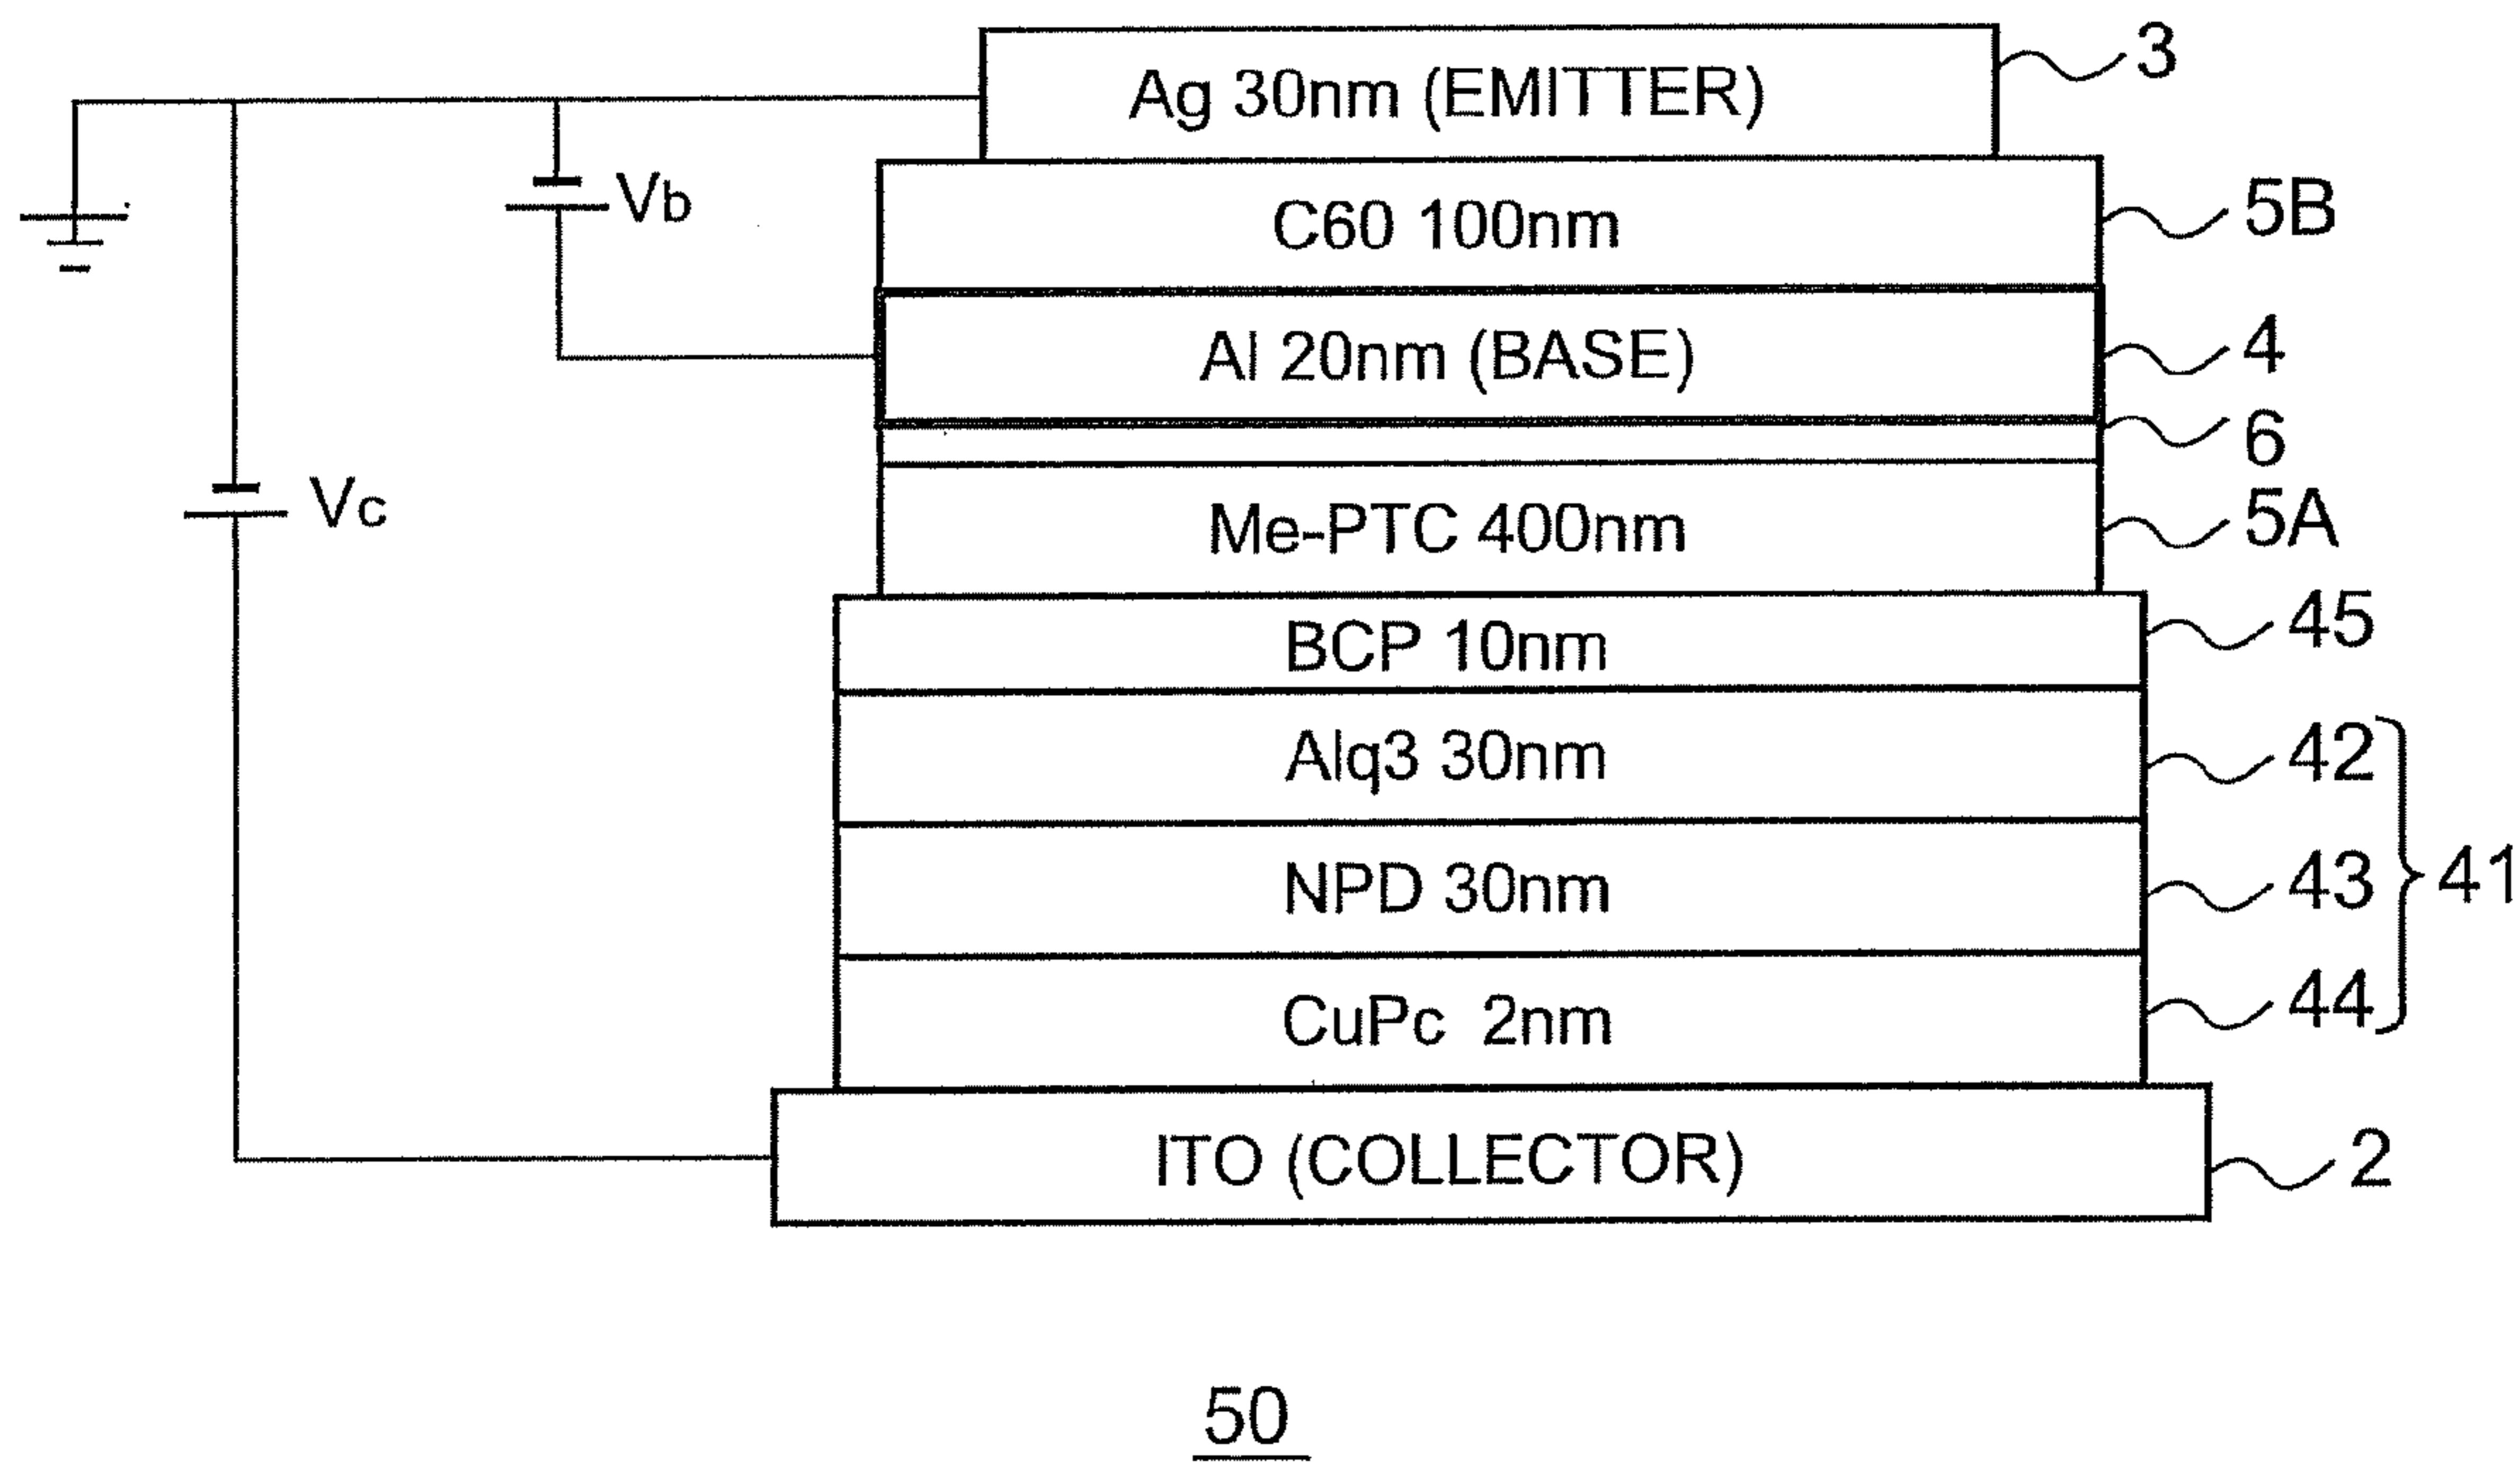 Ag 30nm (EMITTER) 3
Vb C60 100nm 5B
Al 20nm (BASE) 4
6
Vc Me-PTC 400nm 5A
BCP 10nm 45
Alq3 30nm 42
NPD 30nm 43 41
CuPc 2nm 44
ITO (COLLECTOR) 2
50